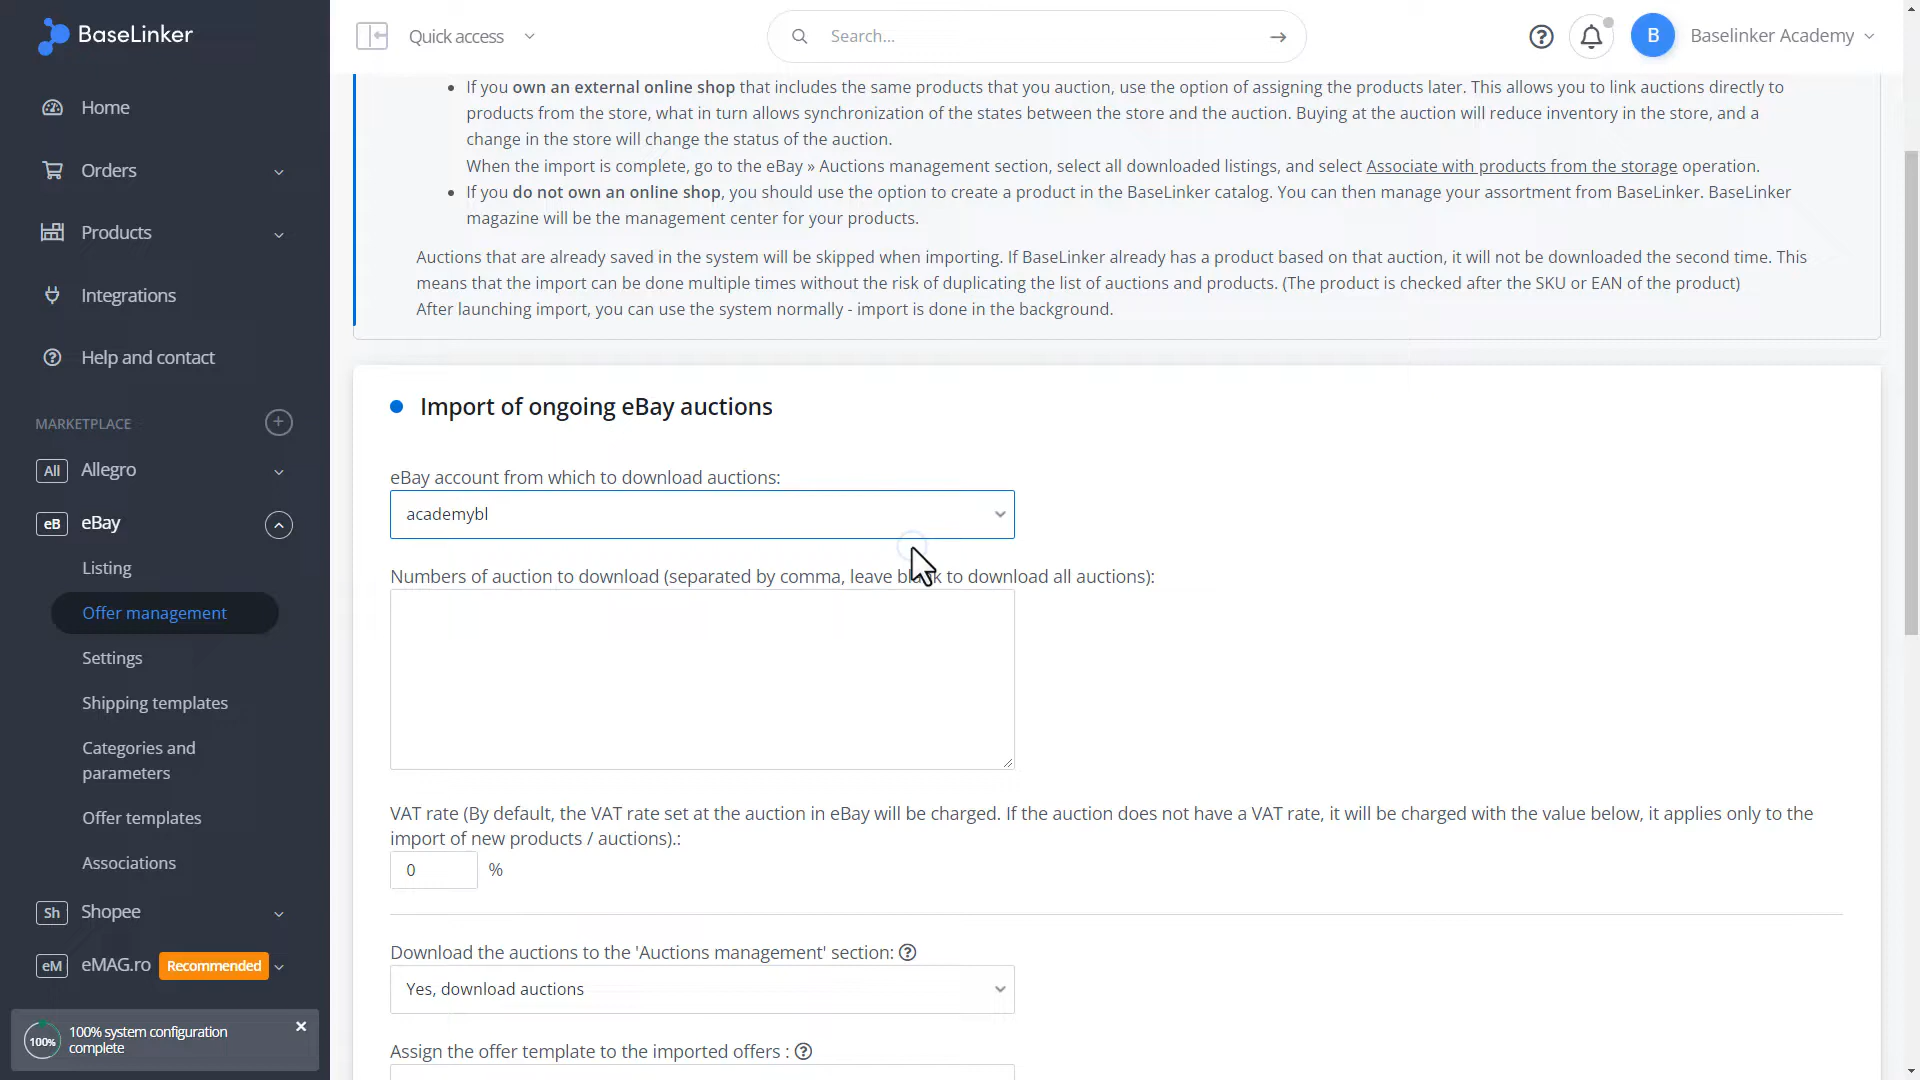 BaseLinker
Quick access
Search...
B
Baselinker Academy
Home
Orders
Products
Integrations
Help and contact
MARKETPLACE
All
Allegro
eB
eBay
Listing
Offer management
Settings
Shipping templates
Categories and
parameters
Offer templates
Associations
Sh
Shopee
eM
eMAG.ro
Recommended
100%
100% system configuration
complete
If you own an external online shop that includes the same products that you auction, use the option of assigning the products later. This allows you to link auctions directly to
products from the store, what in turn allows synchronization of the states between the store and the auction. Buying at the auction will reduce inventory in the store, and a
change in the store will change the status of the auction.
When the import is complete, go to the eBay » Auctions management section, select all downloaded listings, and select Associate with products from the storage operation.
If you do not own an online shop, you should use the option to create a product in the BaseLinker catalog. You can then manage your assortment from BaseLinker. BaseLinker
magazine will be the management center for your products.
Auctions that are already saved in the system will be skipped when importing. If BaseLinker already has a product based on that auction, it will not be downloaded the second time. This
means that the import can be done multiple times without the risk of duplicating the list of auctions and products. (The product is checked after the SKU or EAN of the product)
After launching import, you can use the system normally - import is done in the background.
Import of ongoing eBay auctions
eBay account from which to download auctions:
academybl
Numbers of auction to download (separated by comma, leave blank to download all auctions):
VAT rate (By default, the VAT rate set at the auction in eBay will be charged. If the auction does not have a VAT rate, it will be charged with the value below, it applies only to the
import of new products / auctions).:
0 %
Download the auctions to the 'Auctions management' section:
Yes, download auctions
Assign the offer template to the imported offers :